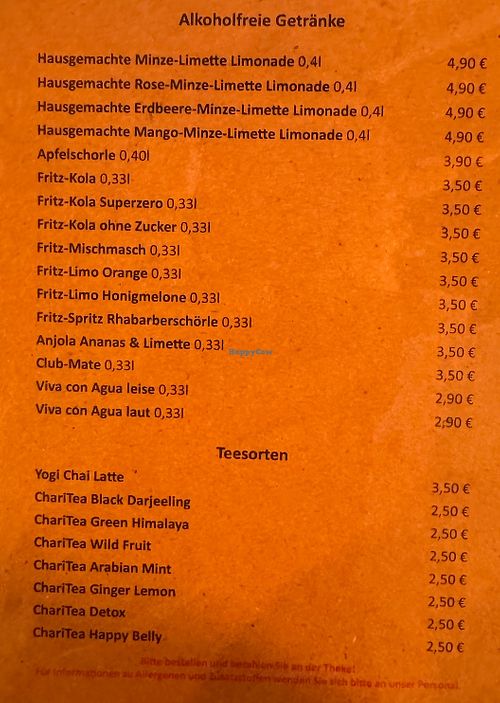 Alkoholfreie Getränke
Hausgemachte Minze-Limette Limonade 0,4l 4,90 €
Hausgemachte Rose-Minze-Limette Limonade 0,4l 4,90 €
Hausgemachte Erdbeere-Minze-Limette Limonade 0,4l 4,90 €
Hausgemachte Mango-Minze-Limette Limonade 0,4l 4,90 €
Apfelschorle 0,40l 3,90 €
Fritz-Kola 0,33l 3,50 €
Fritz-Kola Superzero 0,33l 3,50 €
Fritz-Kola ohne Zucker 0,33l 3,50 €
Fritz-Mischmasch 0,33l 3,50 €
Fritz-Limo Orange 0,33l 3,50 €
Fritz-Limo Honigmelone 0,33l 3,50 €
Fritz-Spritz Rhabarberschörle 0,33l 3,50 €
Anjola Ananas & Limette 0,33l 3,50 €
HappyCow
Club-Mate 0,33l 3,50 €
Viva con Agua leise 0,33l 2,90 €
Viva con Agua laut 0,33l 2,90 €
Teesorten
Yogi Chai Latte 3,50 €
ChariTea Black Darjeeling 2,50 €
ChariTea Green Himalaya 2,50 €
ChariTea Wild Fruit 2,50 €
ChariTea Arabian Mint 2,50 €
ChariTea Ginger Lemon 2,50 €
ChariTea Detox 2,50 €
ChariTea Happy Belly 2,50 €
Bitte bestellen und bezahlen Sie an der Theke!
Für Informationen zu Allergenen und Zusatzstoffen wenden Sie sich bitte an unser Personal.